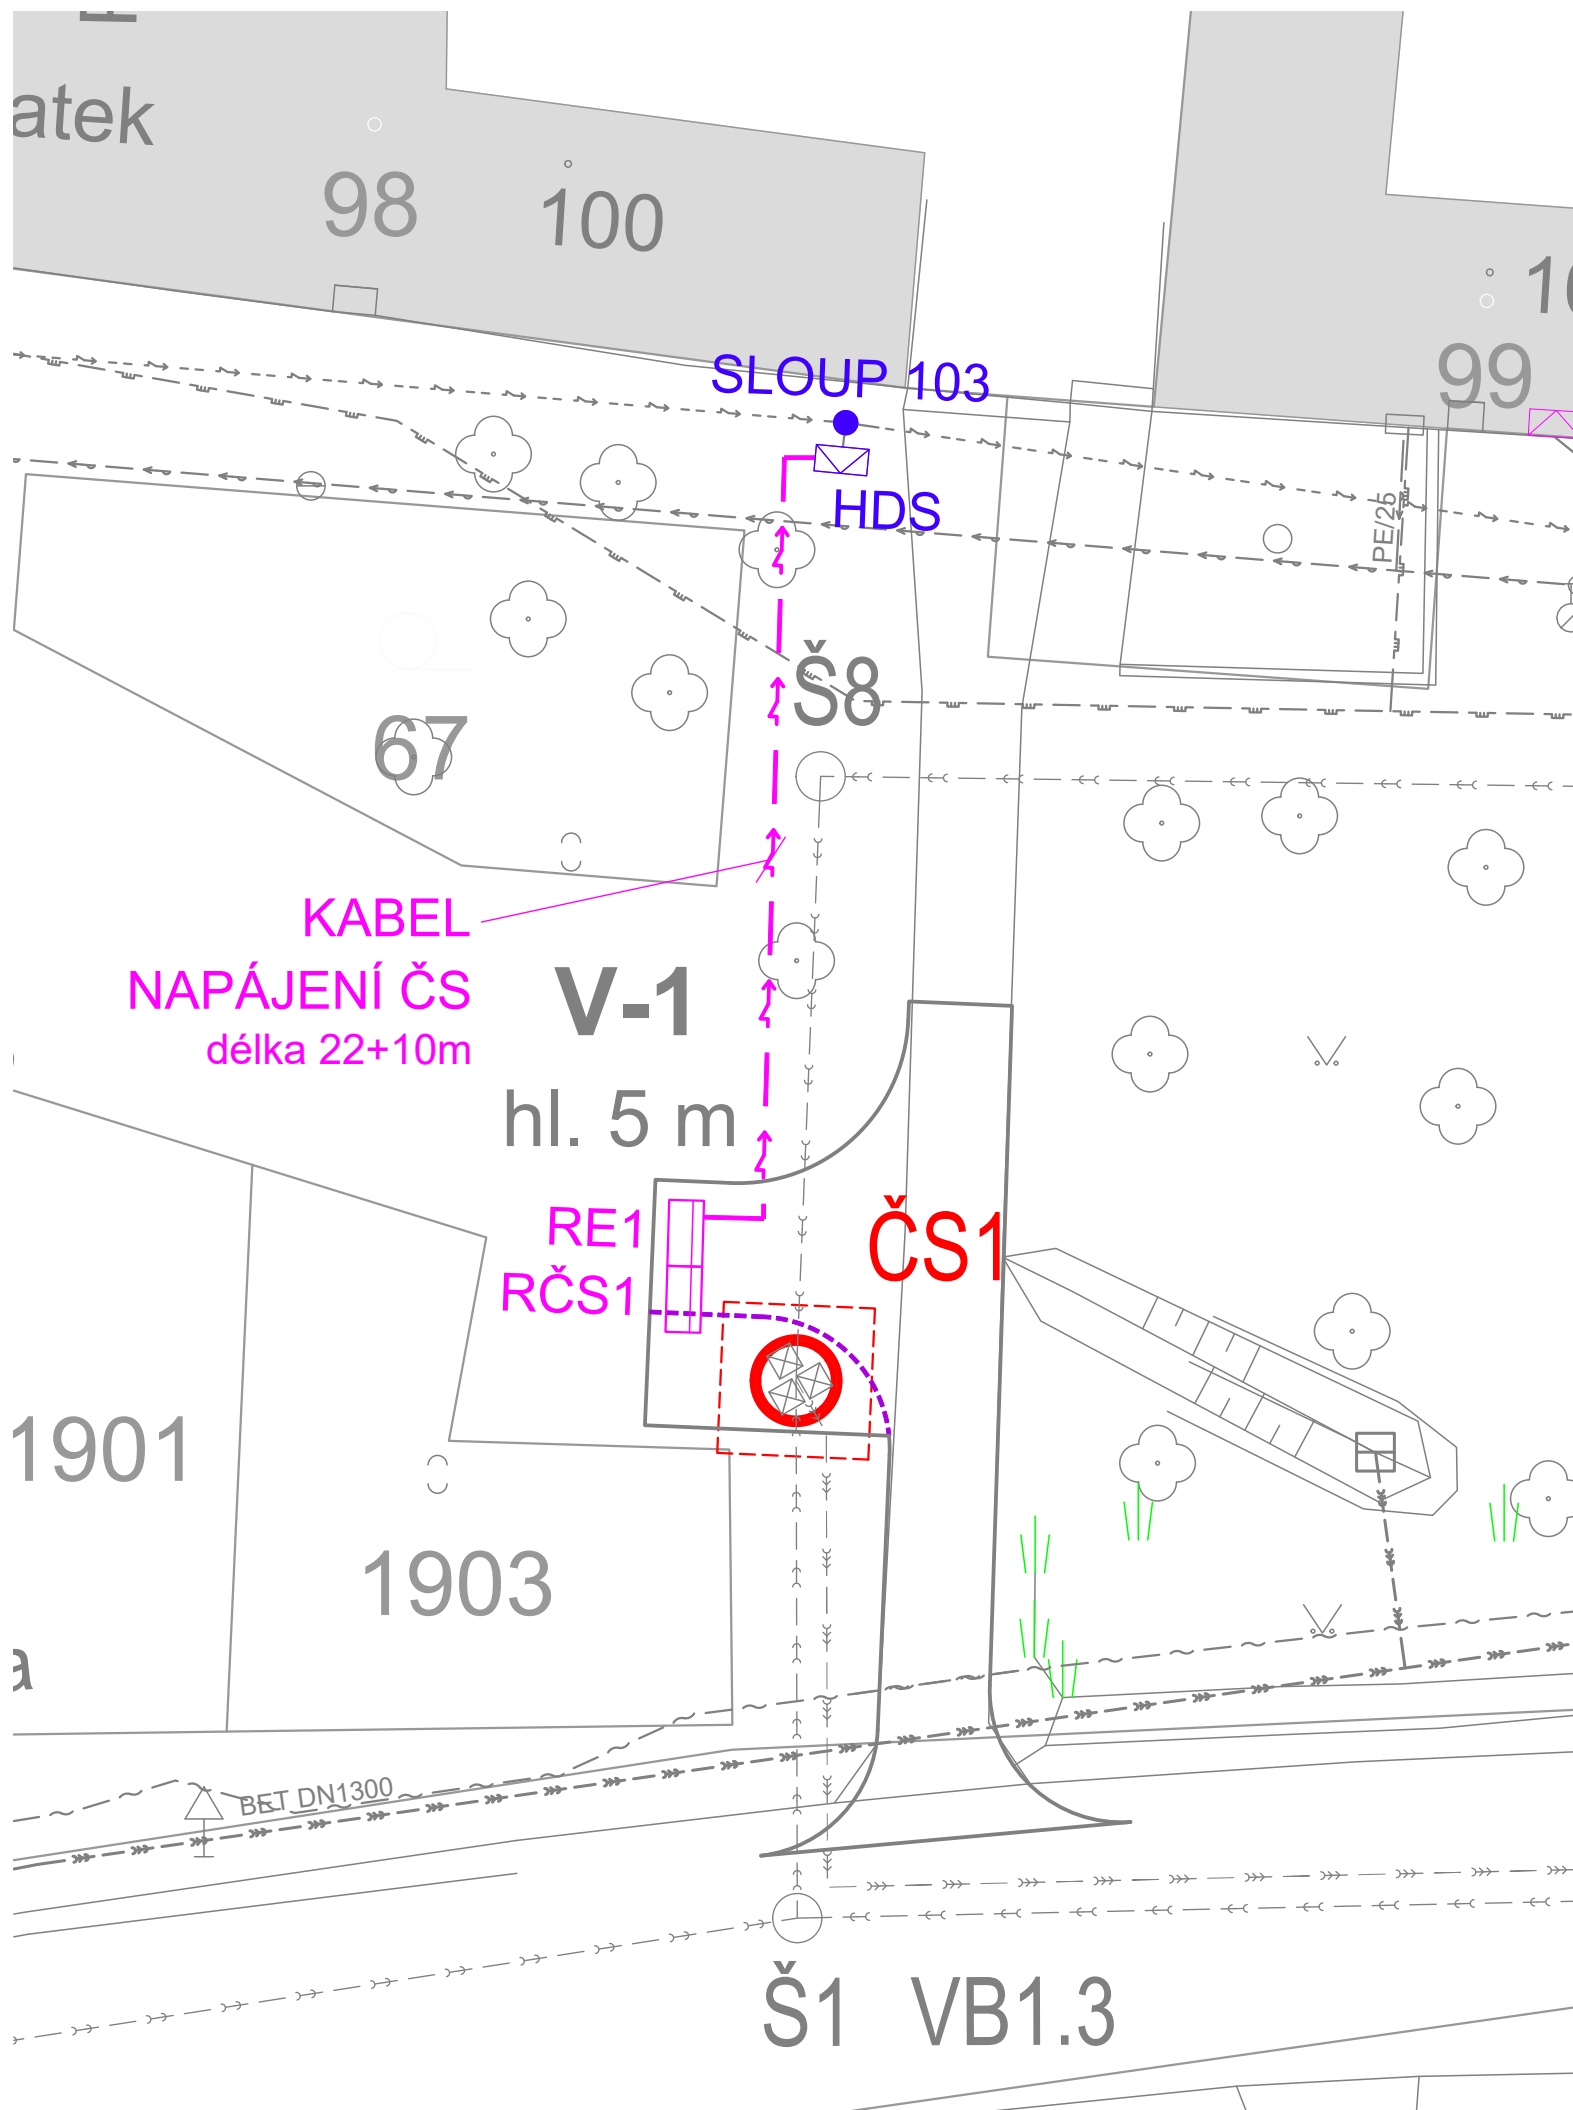 atek
98
100
99
SLOUP 103
HDS
PE/25
Š8
67
KABEL
NAPÁJENÍ ČS
délka 22+10m
V-1
hl. 5 m
RE1
RČS1
ČS1
1901
1903
a
BET DN1300
Š1 VB1.3